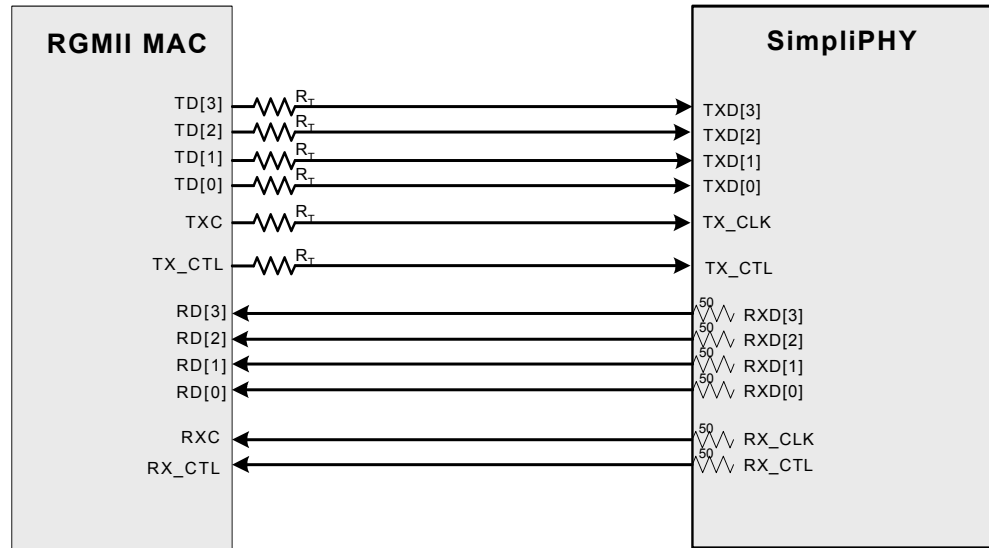 RGMII MAC SimpliPHY
TD[3] R_T TXD[3]
TD[2] R_T TXD[2]
TD[1] R_T TXD[1]
TD[0] R_T TXD[0]
TXC R_T TX_CLK
TX_CTL R_T TX_CTL
RD[3] 50 RXD[3]
RD[2] 50 RXD[2]
RD[1] 50 RXD[1]
RD[0] 50 RXD[0]
RXC 50 RX_CLK
RX_CTL 50 RX_CTL